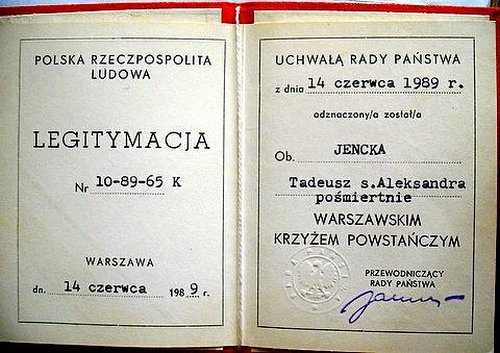 POLSKA RZECZPOSPOLITA
LUDOWA
LEGITYMACJA
Nr 10-89-65 K
WARSZAWA
dn. 14 czerwca 1989 r.
UCHWAŁĄ RADY PAŃSTWA
z dnia 14 czerwca 1989 r.
odznaczony/a został/a
Ob. JENCKA
Tadeusz s.Aleksandra
pośmiertnie
WARSZAWSKIM
KRZYŻEM POWSTAŃCZYM
PRZEWODNICZĄCY
RADY PAŃSTWA